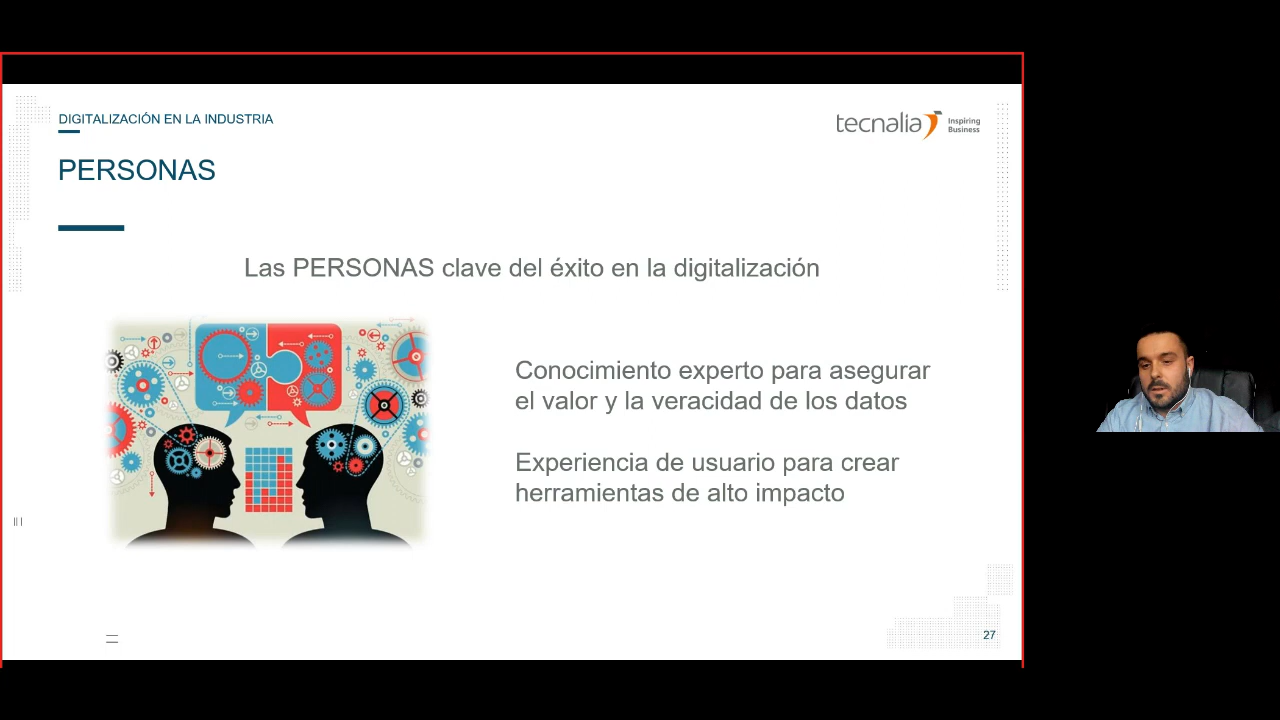 DIGITALIZACIÓN EN LA INDUSTRIA
tecnalia Inspiring
Business
PERSONAS
Las PERSONAS clave del éxito en la digitalización
Conocimiento experto para asegurar
el valor y la veracidad de los datos
Experiencia de usuario para crear
herramientas de alto impacto
27